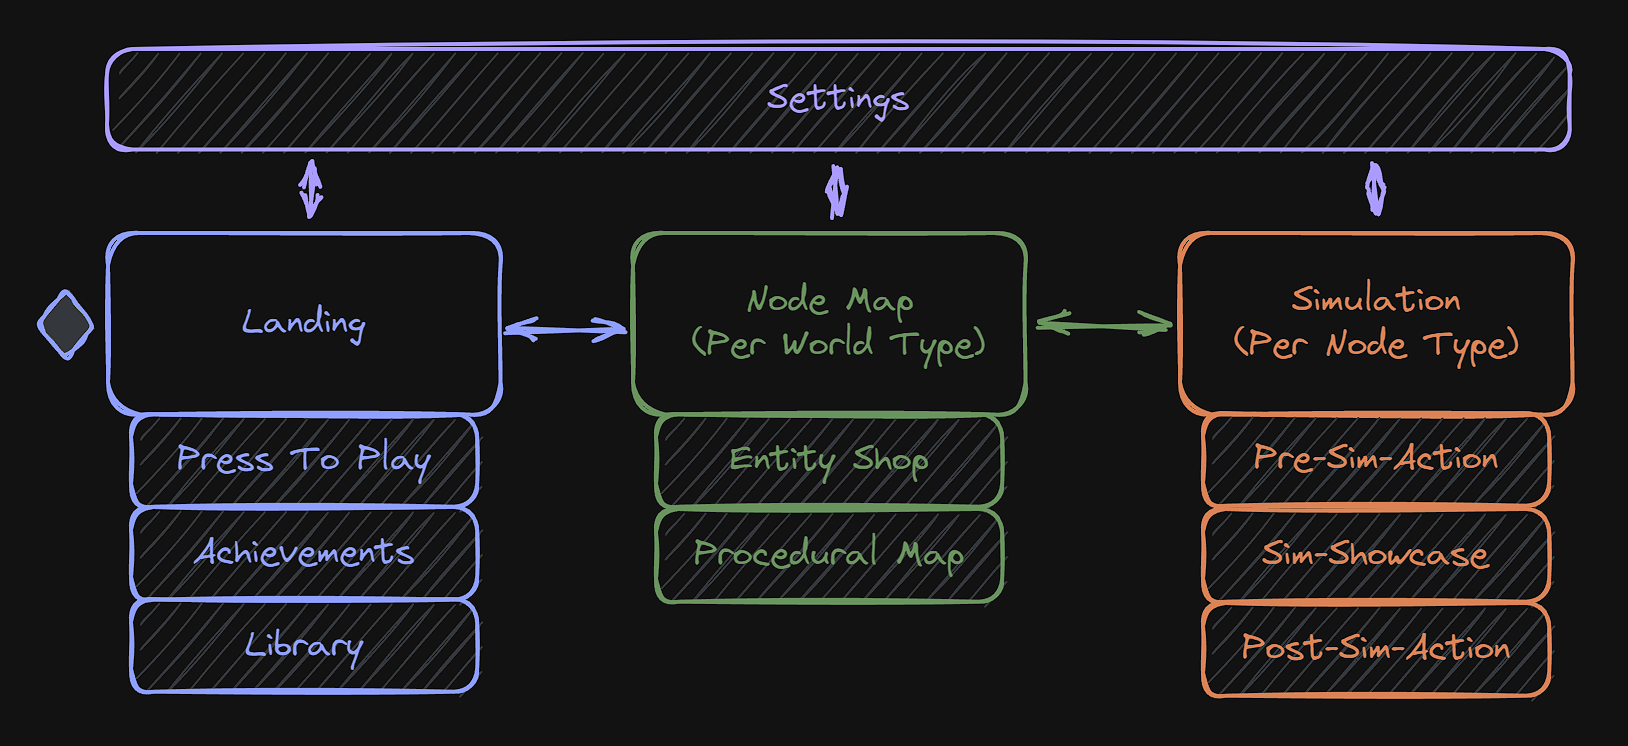 Settings
Landing
Node Map
(Per World Type)
Simulation
(Per Node Type)
Press To Play
Entity Shop
Pre-Sim-Action
Achievements
Procedural Map
Sim-Showcase
Library
Post-Sim-Action